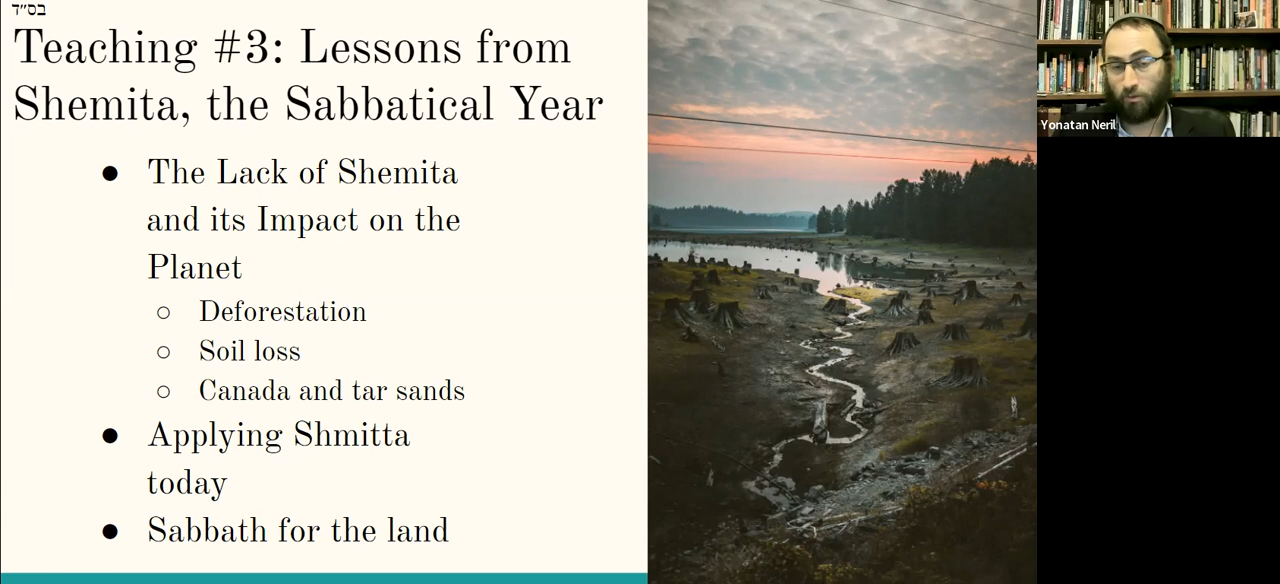 בס״ד
Teaching #3: Lessons from
Shemita, the Sabbatical Year
● The Lack of Shemita
and its Impact on the
Planet
○ Deforestation
○ Soil loss
○ Canada and tar sands
● Applying Shmitta
today
● Sabbath for the land
Yonatan Neril